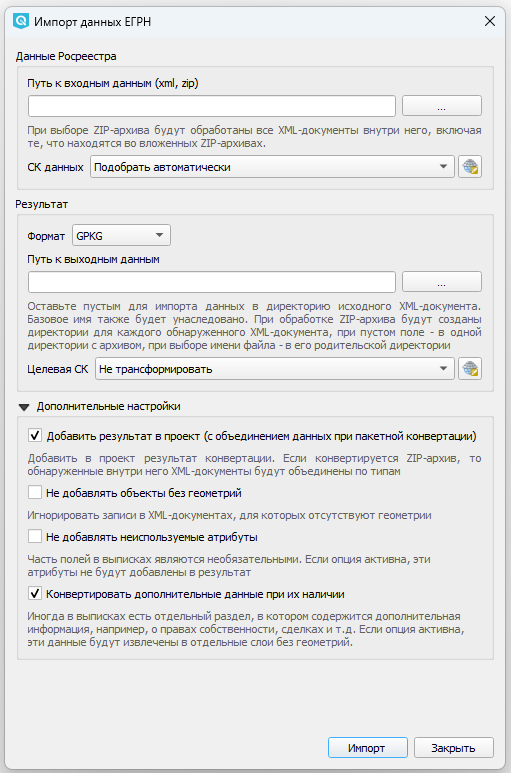 Импорт данных ЕГРН
Данные Росреестра
Путь к входным данным (xml, zip)
...
При выборе ZIP-архива будут обработаны все XML-документы внутри него, включая
те, что находятся во вложенных ZIP-архивах.
СК данных Подобрать автоматически
Результат
Формат GPKG
Путь к выходным данным
...
Оставьте пустым для импорта данных в директорию исходного XML-документа.
Базовое имя также будет унаследовано. При обработке ZIP-архива будут созданы
директории для каждого обнаруженного XML-документа, при пустом поле - в одной
директории с архивом, при выборе имени файла - в его родительской директории
Целевая СК Не трансформировать
Дополнительные настройки
Добавить результат в проект (с объединением данных при пакетной конвертации)
Добавить в проект результат конвертации. Если конвертируется ZIP-архив, то
обнаруженные внутри него XML-документы будут объединены по типам
Не добавлять объекты без геометрий
Игнорировать записи в XML-документах, для которых отсутствуют геометрии
Не добавлять неиспользуемые атрибуты
Часть полей в выписках являются необязательными. Если опция активна, эти
атрибуты не будут добавлены в результат
Конвертировать дополнительные данные при их наличии
Иногда в выписках есть отдельный раздел, в котором содержится дополнительная
информация, например, о правах собственности, сделках и т.д. Если опция активна,
эти данные будут извлечены в отдельные слои без геометрий.
Импорт Закрыть